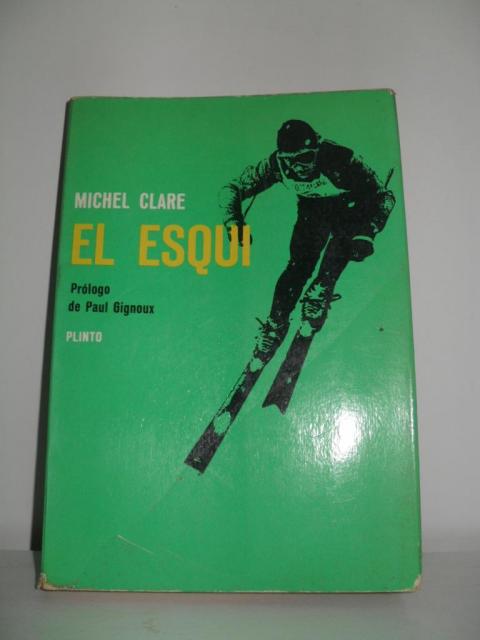 MICHEL CLARE
EL ESQUI
Prólogo
de Paul Gignoux
PLINTO